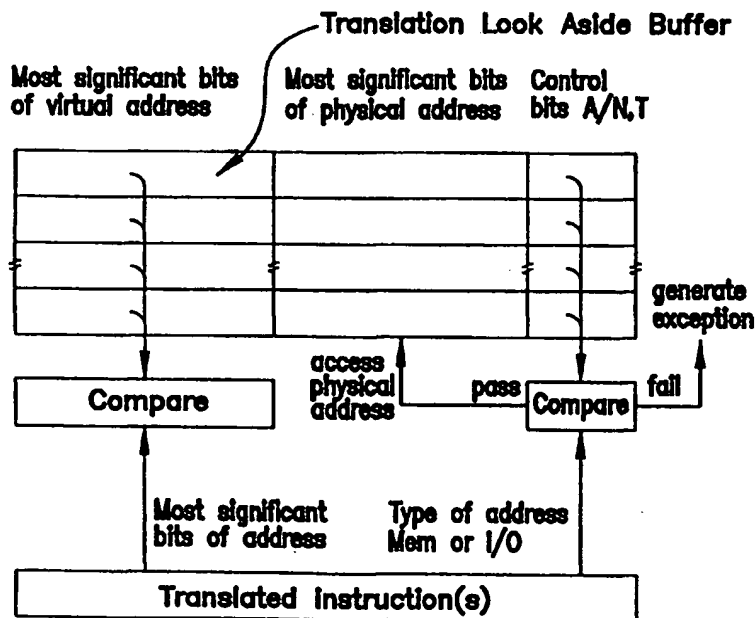 Translation Look Aside Buffer
Most significant bits
of virtual address
Most significant bits
of physical address
Control
bits A/N,T
generate
exception
access
physical
address
pass
fail
Compare
Compare
Most significant
bits of address
Type of address
Mem or I/O
Translated instruction(s)